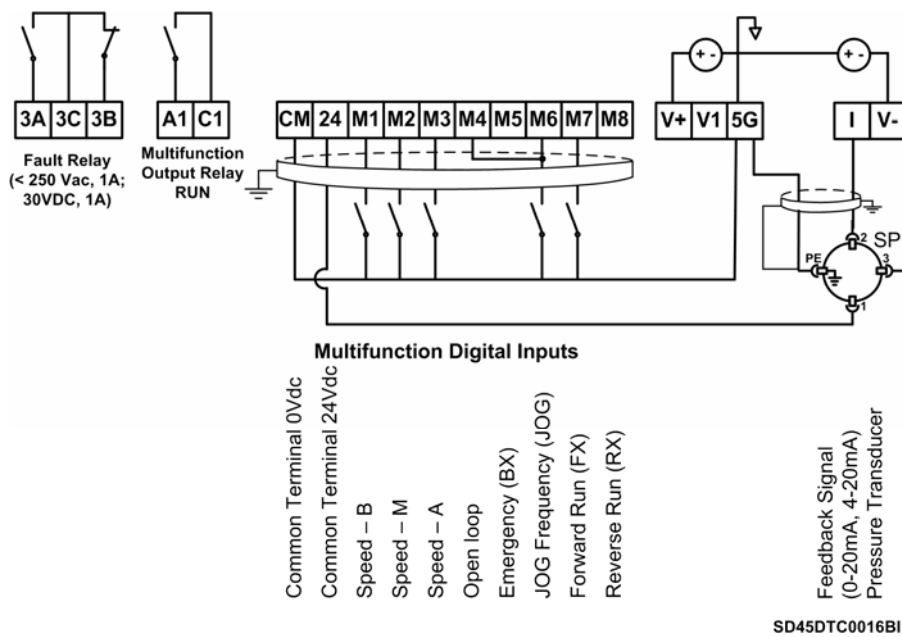 + -
+ -
3A 3C 3B
A1 C1
CM 24 M1 M2 M3 M4 M5 M6 M7 M8
V+ V1 5G
I V-
Fault Relay
(< 250 Vac, 1A;
30VDC, 1A)
Multifunction
Output Relay
RUN
2
SP
PE
3
1
Multifunction Digital Inputs
Common Terminal 0Vdc
Common Terminal 24Vdc
Speed – B
Speed – M
Speed – A
Open loop
Emergency (BX)
JOG Frequency (JOG)
Forward Run (FX)
Reverse Run (RX)
Feedback Signal
(0-20mA, 4-20mA)
Pressure Transducer
SD45DTC0016BI